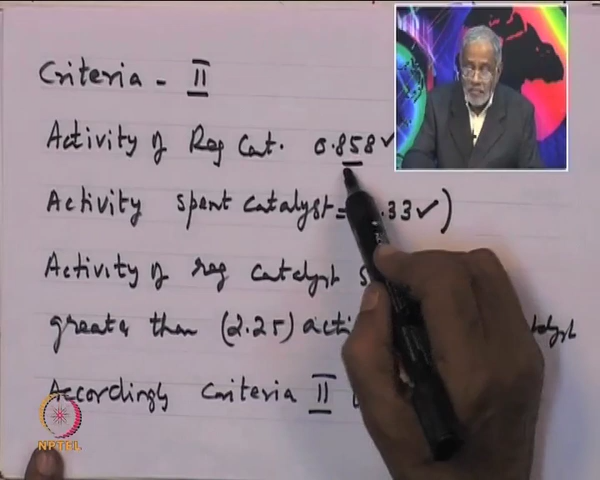 Criteria - II
Activity of Reg Cat. 0.858 ✓
Activity spent catalyst = .33 ✓)
Activity of reg catalyst
greater than (2.25)
Accordingly Criteria II
NPTEL